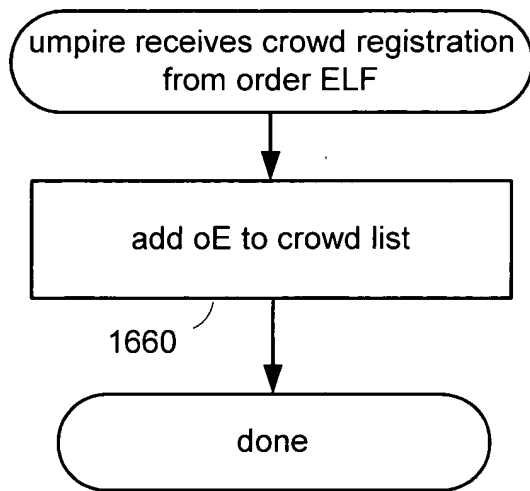 umpire receives crowd registration
from order ELF
add oE to crowd list
1660
done